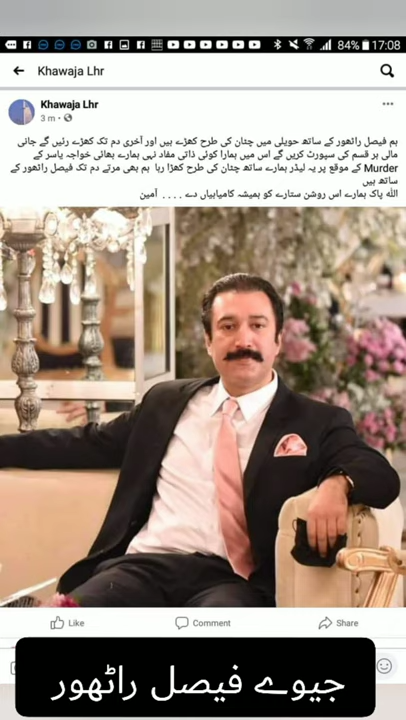 84% 17:08
Khawaja Lhr
Khawaja Lhr
3 m
ہم فیصل راٹھور کے ساتھ حویلی میں چٹان کی طرح کھڑے ہیں اور آخری دم تک کھڑے رئیں گے جانی
مالی ہر قسم کی سپورٹ کریں گے اس میں ہمارا کوئی ذاتی مفاد نہی ہمارے بھائی خواجہ یاسر کے
Murder کے موقع پر یہ لیڈر ہمارے ساتھ چٹان کی طرح کھڑا رہا ہم بھی مرتے دم تک فیصل راٹھور کے
ساتھ ہیں
اللہ پاک ہمارے اس روشن ستارے کو ہمیشہ کامیابیاں دے . . . . آمین
Like Comment Share
جیوے فیصل راٹھور